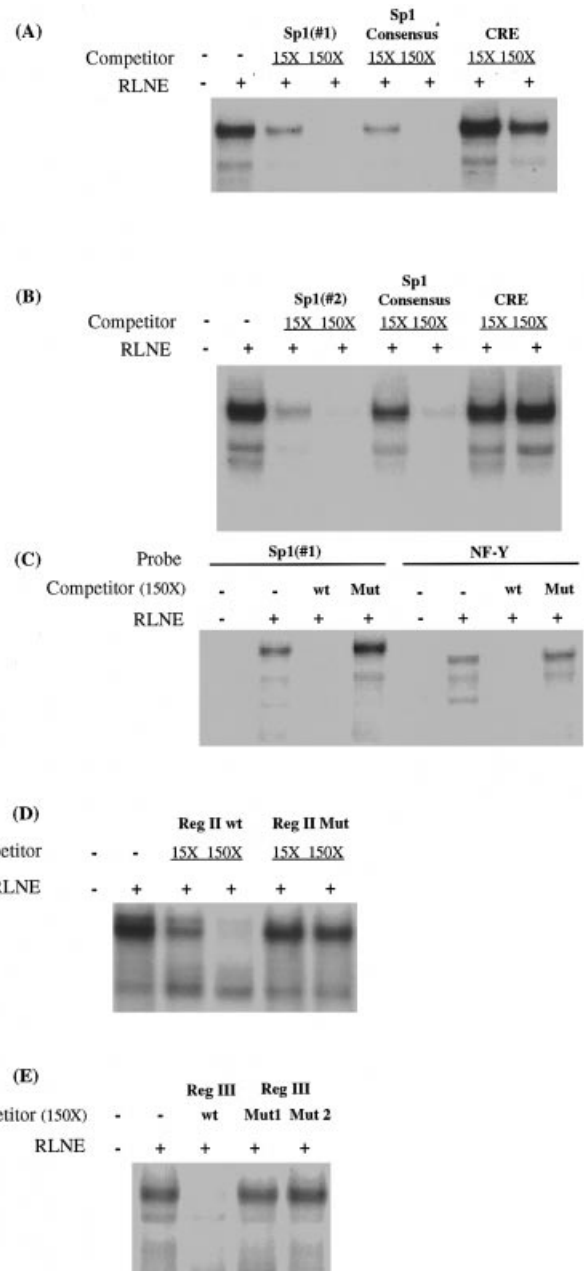 (A)
Sp1(#1) Sp1 Consensus CRE
Competitor - - 15X 150X 15X 150X 15X 150X
RLNE - + + + + + + +
(B)
Sp1(#2) Sp1 Consensus CRE
Competitor - - 15X 150X 15X 150X 15X 150X
RLNE - + + + + + + +
(C)
Probe Sp1(#1) NF-Y
Competitor (150X) - - wt Mut - - wt Mut
RLNE - + + + - + + +
(D)
Reg II wt Reg II Mut
etitor - - 15X 150X 15X 150X
RLNE - + + + + +
(E)
Reg III Reg III
etitor (150X) - - wt Mut1 Mut 2
RLNE - + + + +